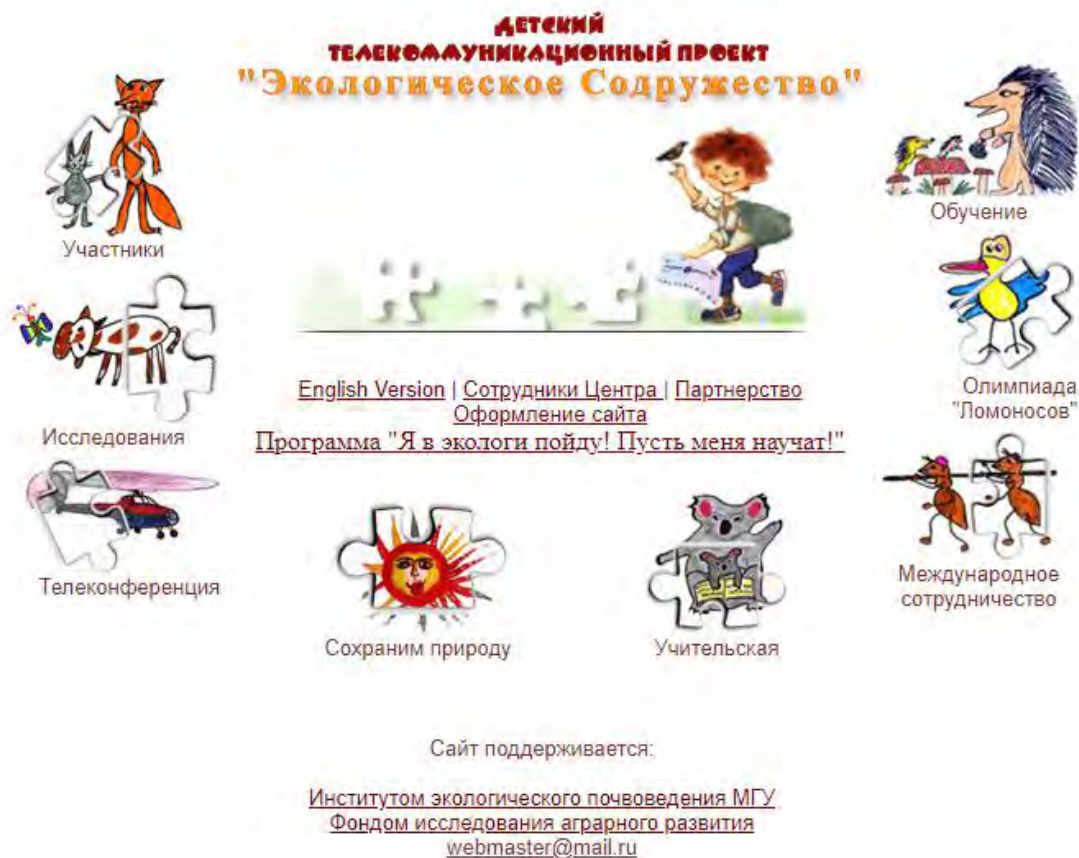 ДЕТСКИЙ
ТЕЛЕКОММУНИКАЦИОННЫЙ ПРОЕКТ
"Экологическое Содружество"
Участники
Исследования
Телеконференция
Обучение
Олимпиада
"Ломоносов"
Международное
сотрудничество
English Version | Сотрудники Центра | Партнерство
Оформление сайта
Программа "Я в экологи пойду! Пусть меня научат!"
Сохраним природу
Учительская
Сайт поддерживается:
Институтом экологического почвоведения МГУ
Фондом исследования аграрного развития
webmaster@mail.ru